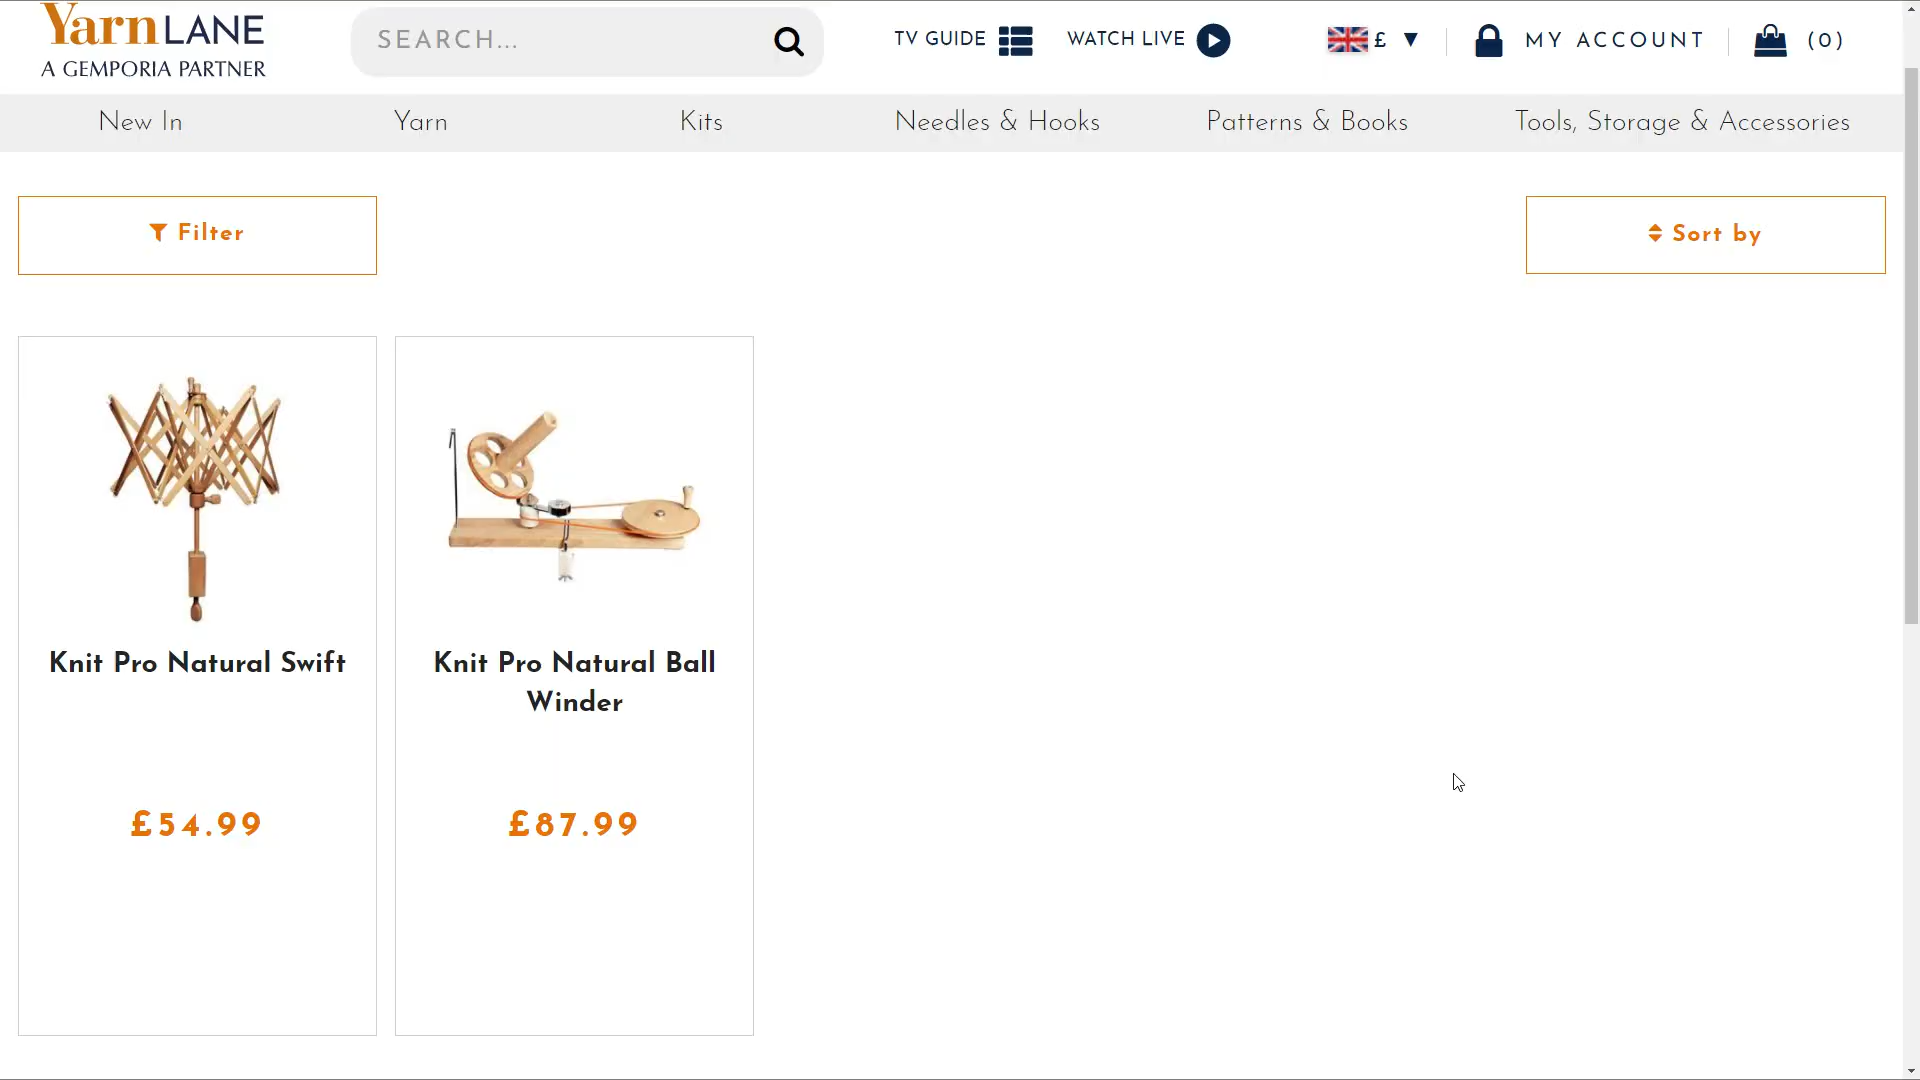 Yarn LANE
A GEMPORIA PARTNER
SEARCH...
TV GUIDE
WATCH LIVE
£ ▼
MY ACCOUNT
(0)
New In
Yarn
Kits
Needles & Hooks
Patterns & Books
Tools, Storage & Accessories
Filter
Sort by
Knit Pro Natural Swift
£54.99
Knit Pro Natural Ball
Winder
£87.99